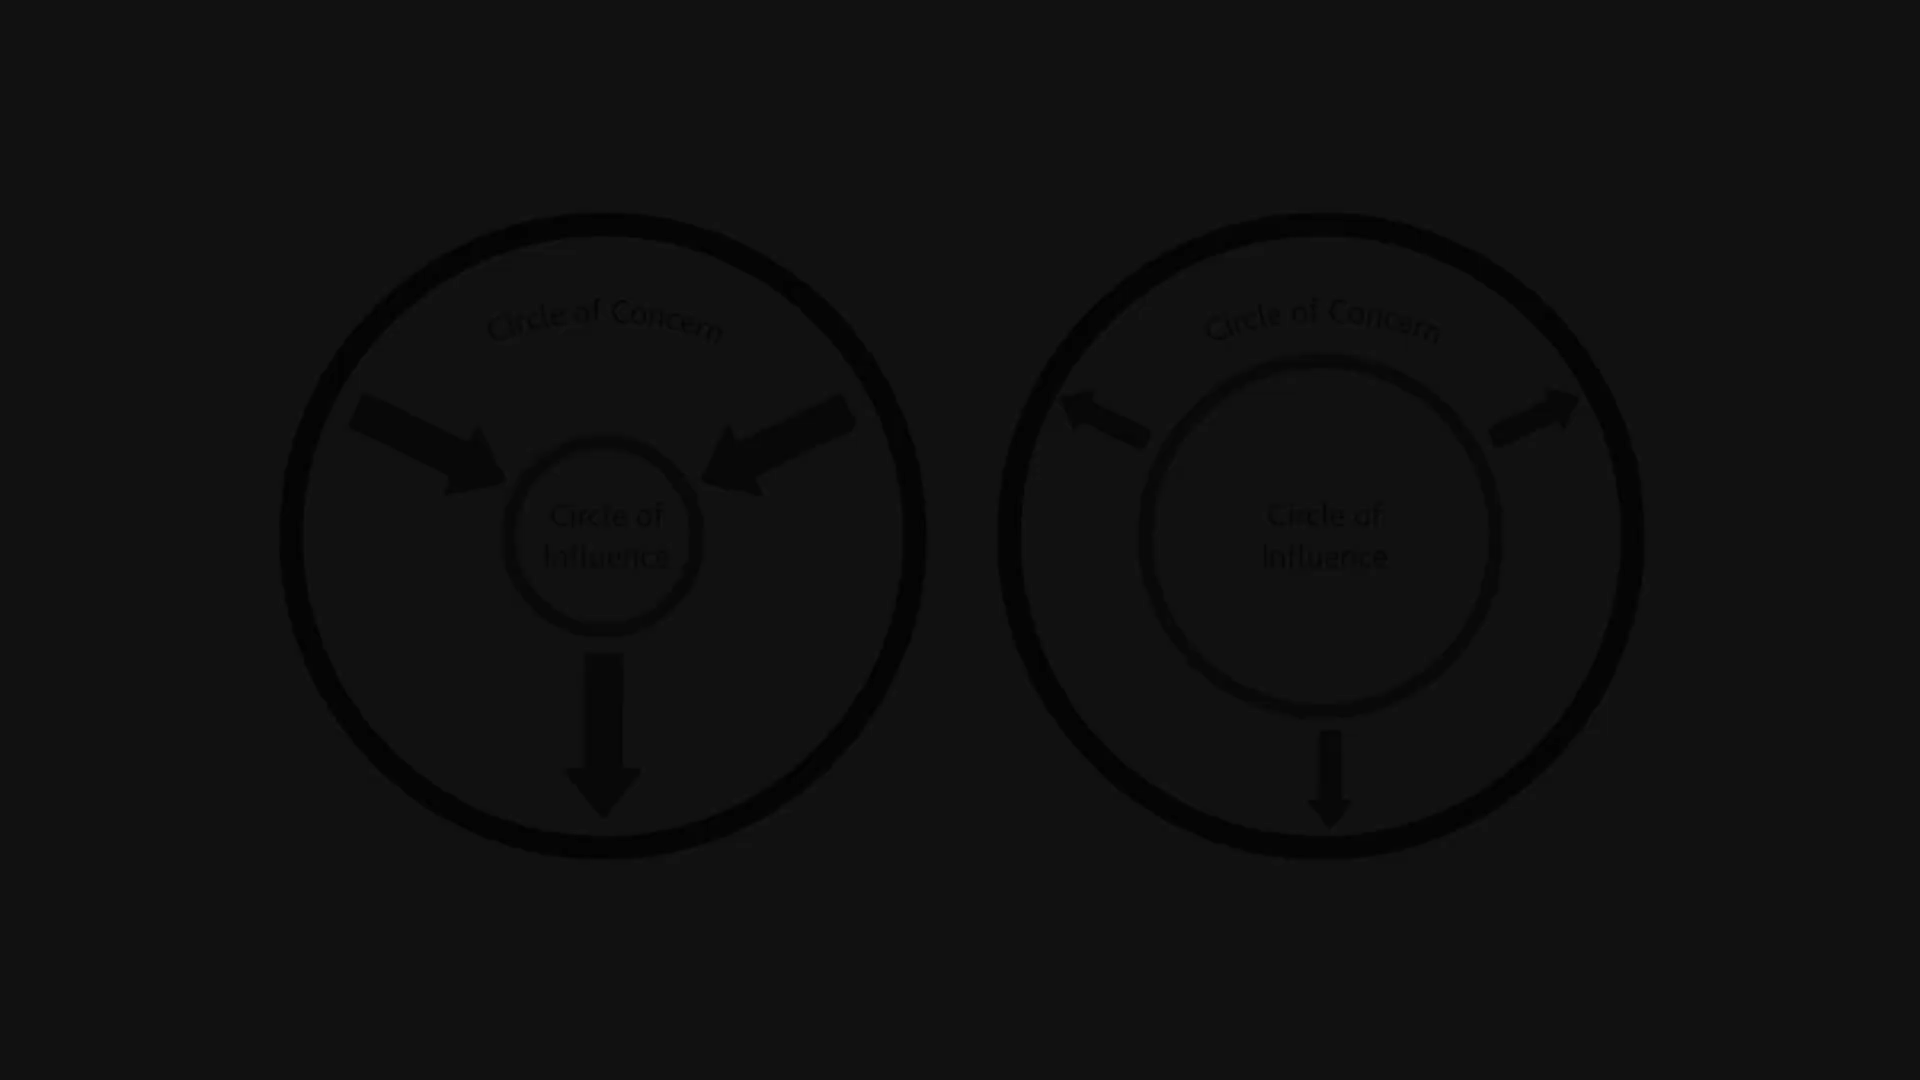 Circle of Concern
Circle of
Influence
Circle of Concern
Circle of
Influence